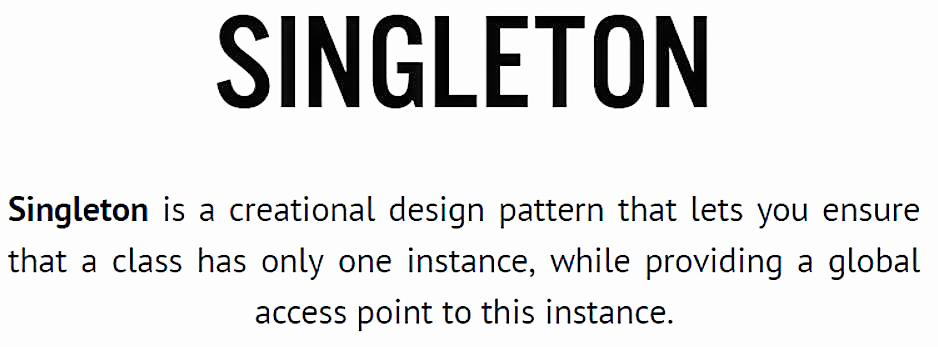 SINGLETON
Singleton is a creational design pattern that lets you ensure
that a class has only one instance, while providing a global
access point to this instance.